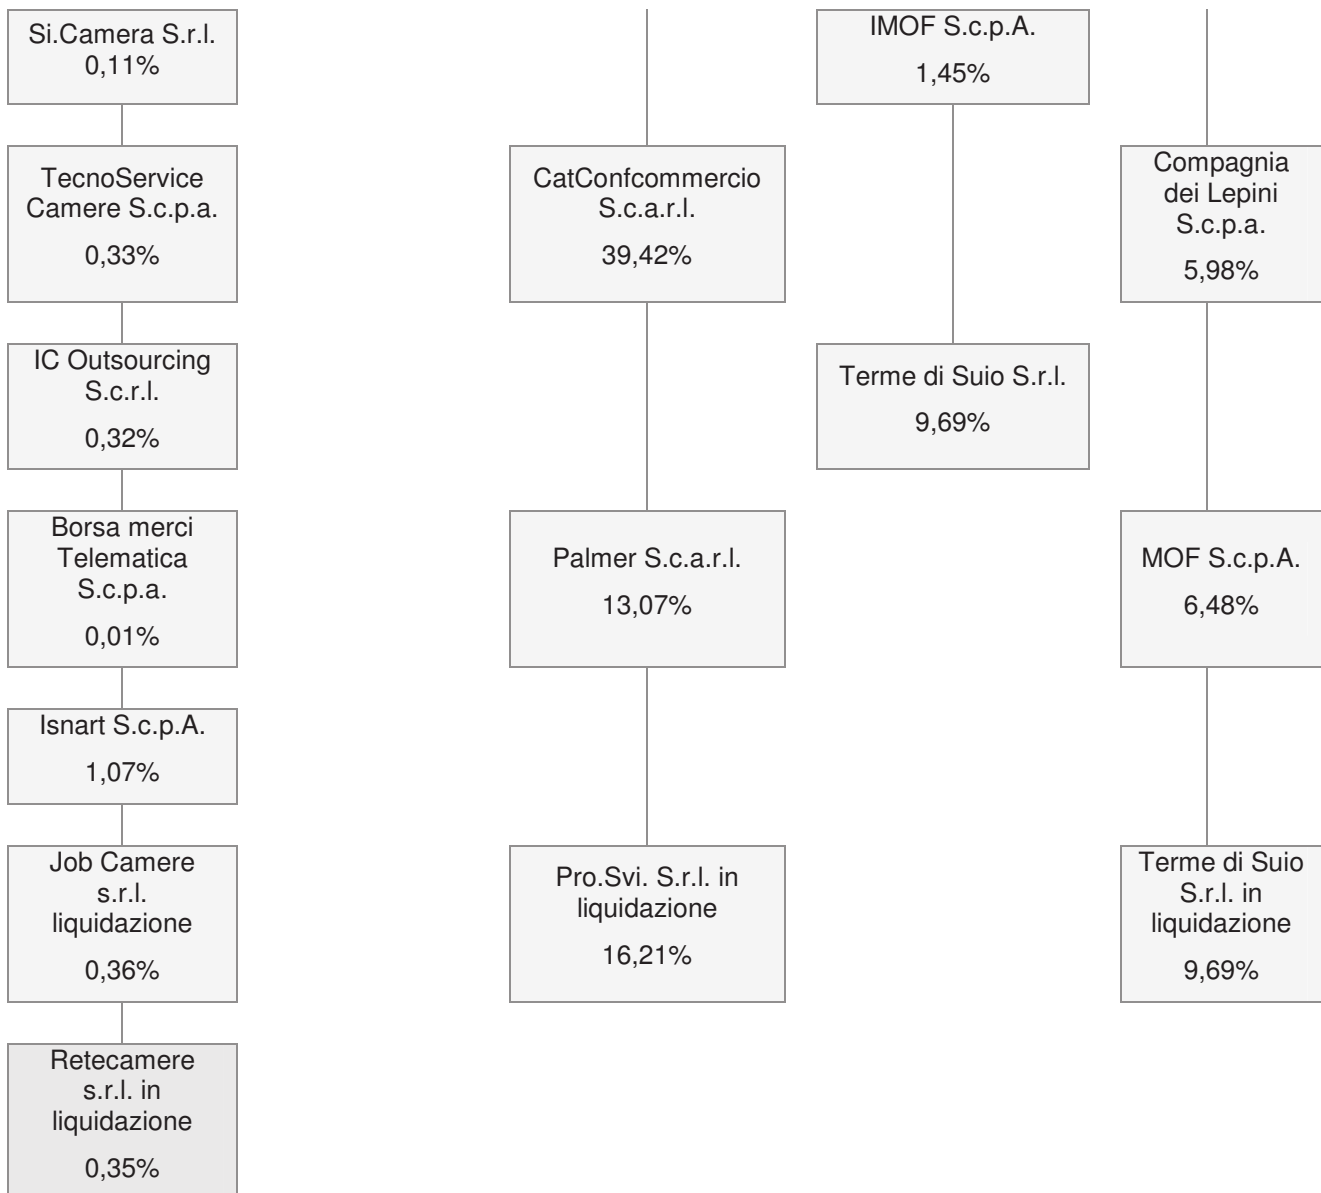 Si.Camera S.r.l.
0,11%
TecnoService
Camere S.c.p.a.
0,33%
IC Outsourcing
S.c.r.l.
0,32%
Borsa merci
Telematica
S.c.p.a.
0,01%
Isnart S.c.p.A.
1,07%
Job Camere
s.r.l.
liquidazione
0,36%
Retecamere
s.r.l. in
liquidazione
0,35%
CatConfcommercio
S.c.a.r.l.
39,42%
Palmer S.c.a.r.l.
13,07%
Pro.Svi. S.r.l. in
liquidazione
16,21%
IMOF S.c.p.A.
1,45%
Terme di Suio S.r.l.
9,69%
Compagnia
dei Lepini
S.c.p.a.
5,98%
MOF S.c.p.A.
6,48%
Terme di Suio
S.r.l. in
liquidazione
9,69%